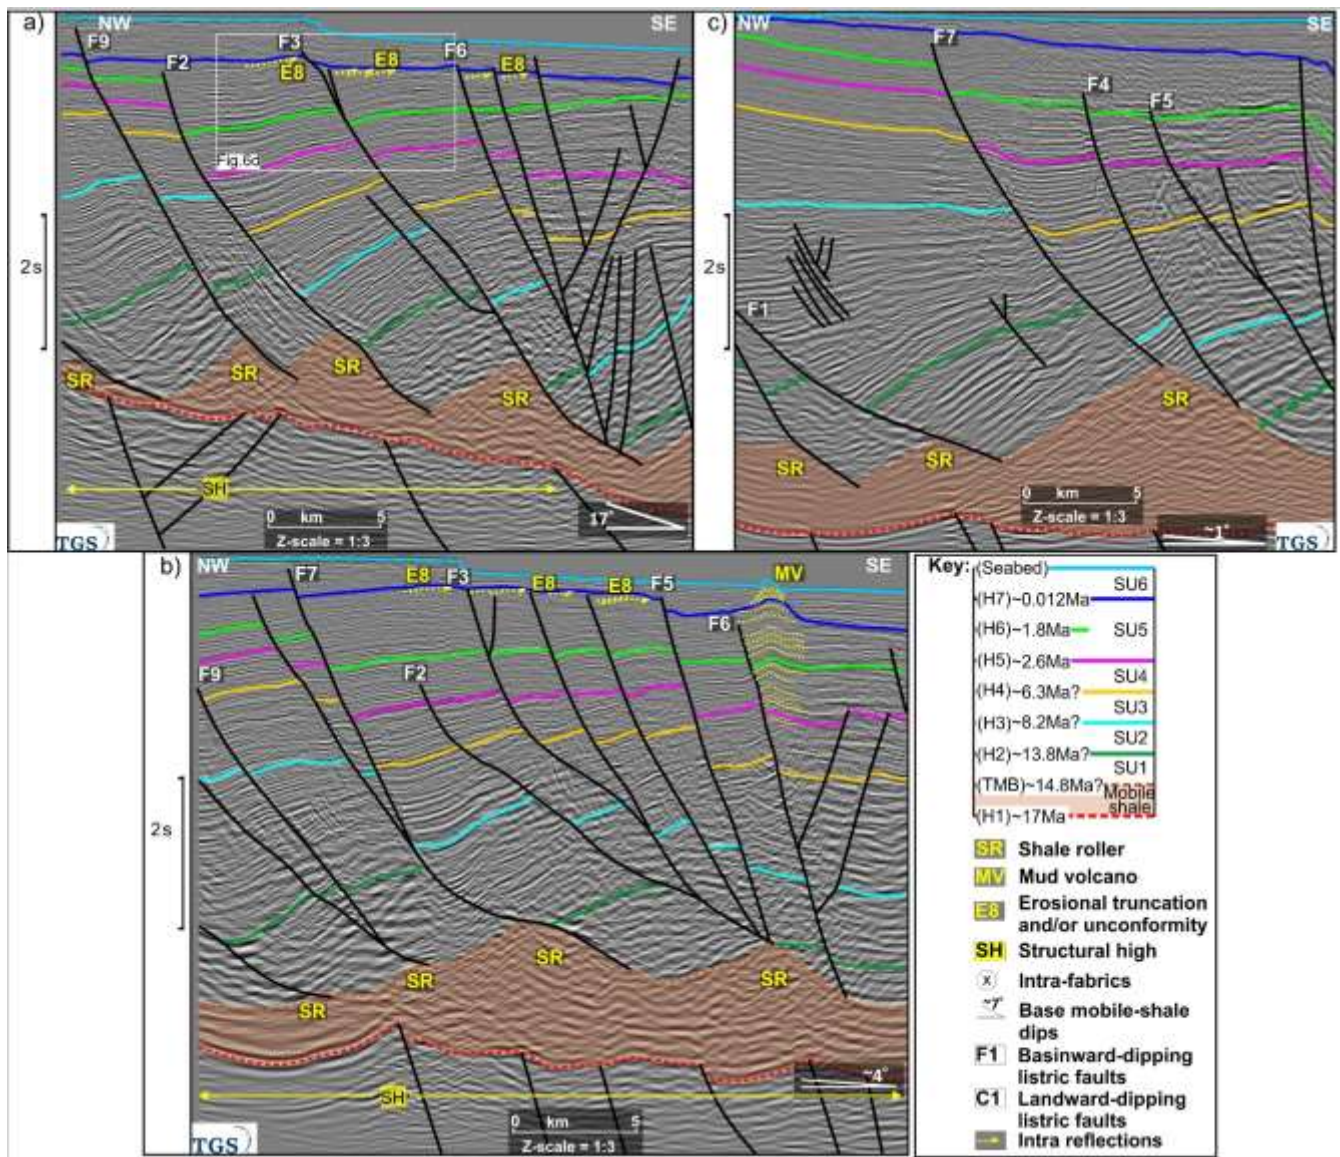 a)
NW
SE
F9
F3
F6
F2
E8
E8
E8
Fig.6d
2s
SR
SR
SR
SR
SH
0 km 5
Z-scale = 1:3
17°
TGS
c)
NW
SE
F7
F4
F5
2s
F1
SR
SR
SR
0 km 5
Z-scale = 1:3
~1°
TGS
b)
NW
SE
F7
E8
F3
E8
E8
F5
MV
F6
F9
F2
2s
SR
SR
SR
SR
SH
~4°
0 km 5
Z-scale = 1:3
TGS
Key:
(Seabed)
SU6
(H7)~0.012Ma
(H6)~1.8Ma
SU5
(H5)~2.6Ma
SU4
(H4)~6.3Ma?
SU3
(H3)~8.2Ma?
SU2
(H2)~13.8Ma?
SU1
(TMB)~14.8Ma?
Mobile
shale
(H1)~17Ma
SR Shale roller
MV Mud volcano
E8 Erosional truncation
and/or unconformity
SH Structural high
x Intra-fabrics
~7° Base mobile-shale
dips
F1 Basinward-dipping
listric faults
C1 Landward-dipping
listric faults
Intra reflections